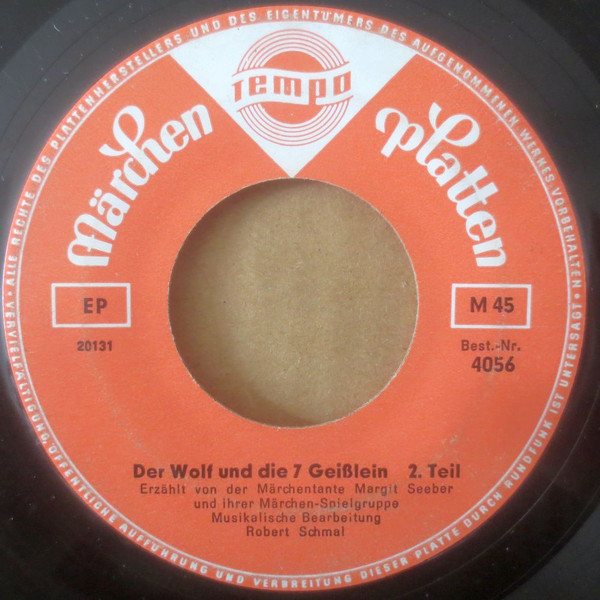 ALLE RECHTE DES PLATTENHERSTELLERS UND DES EIGENTÜMERS DES AUFGENOMMENEN WERKES VORBEHALTEN · VERVIELFÄLTIGUNG, ÖFFENTLICHE AUFFÜHRUNG UND VERBREITUNG DIESER PLATTE DURCH RUNDFUNK IST UNTERSAGT ·
Tempo
Märchen
Platten
EP
M 45
20131
Best.-Nr.
4056
Der Wolf und die 7 Geißlein 2. Teil
Erzählt von der Märchentante Margit Seeber
und ihrer Märchen-Spielgruppe
Musikalische Bearbeitung
Robert Schmal